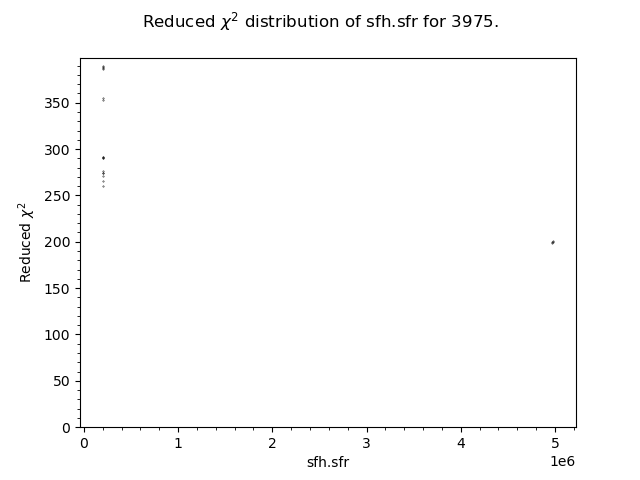 Reduced χ² distribution of sfh.sfr for 3975.
350
300
250
200
150
100
50
0
Reduced χ²
0 1 2 3 4 5
1e6
sfh.sfr